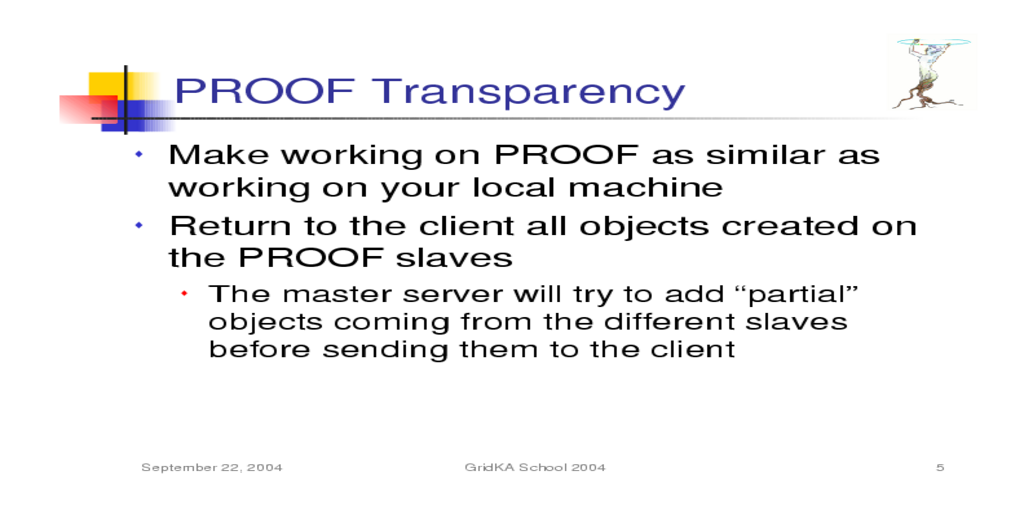 PROOF Transparency
Make working on PROOF as similar as
working on your local machine
Return to the client all objects created on
the PROOF slaves
The master server will try to add “partial”
objects coming from the different slaves
before sending them to the client
September 22, 2004
GridKA School 2004
5